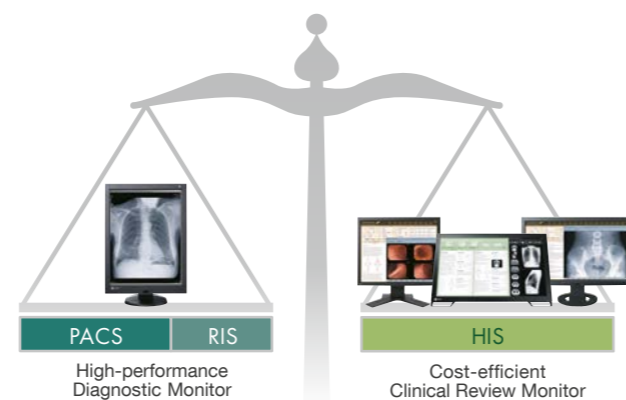 PACS
RIS
High-performance
Diagnostic Monitor
HIS
Cost-efficient
Clinical Review Monitor